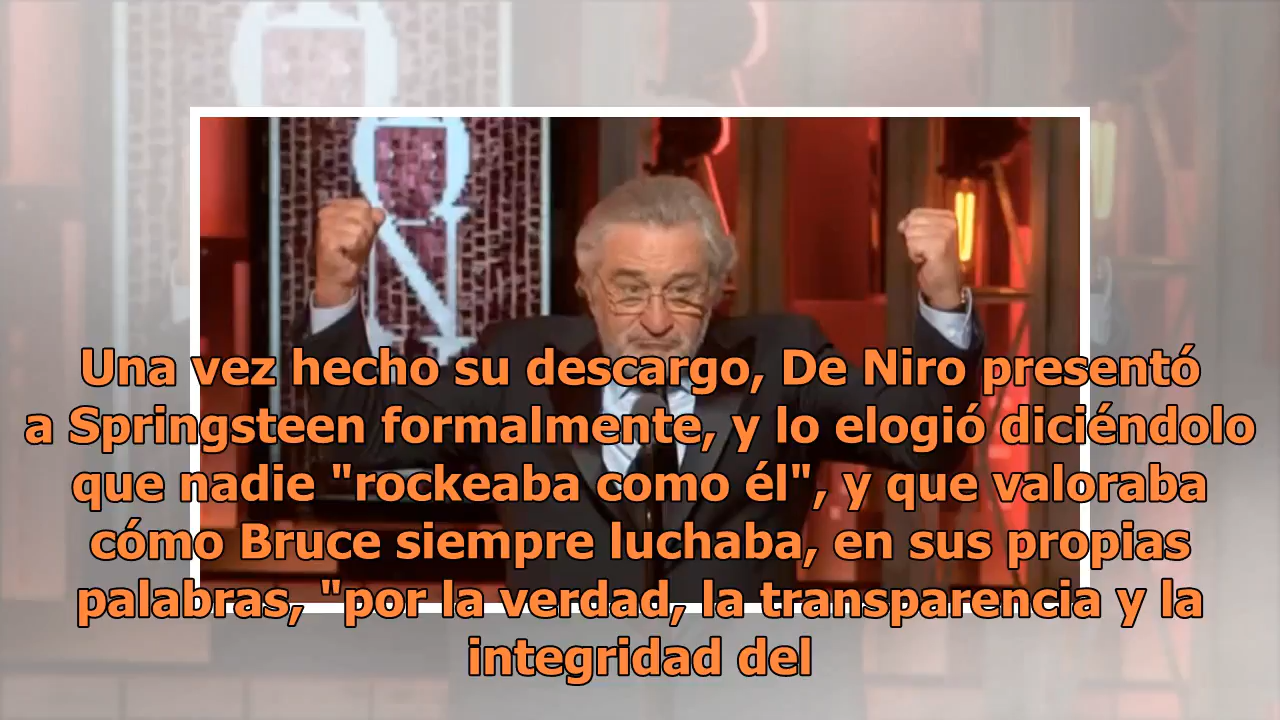 Una vez hecho su descargo, De Niro presentó
a Springsteen formalmente, y lo elogió diciéndolo
que nadie "rockeaba como él", y que valoraba
cómo Bruce siempre luchaba, en sus propias
palabras, "por la verdad, la transparencia y la
integridad del